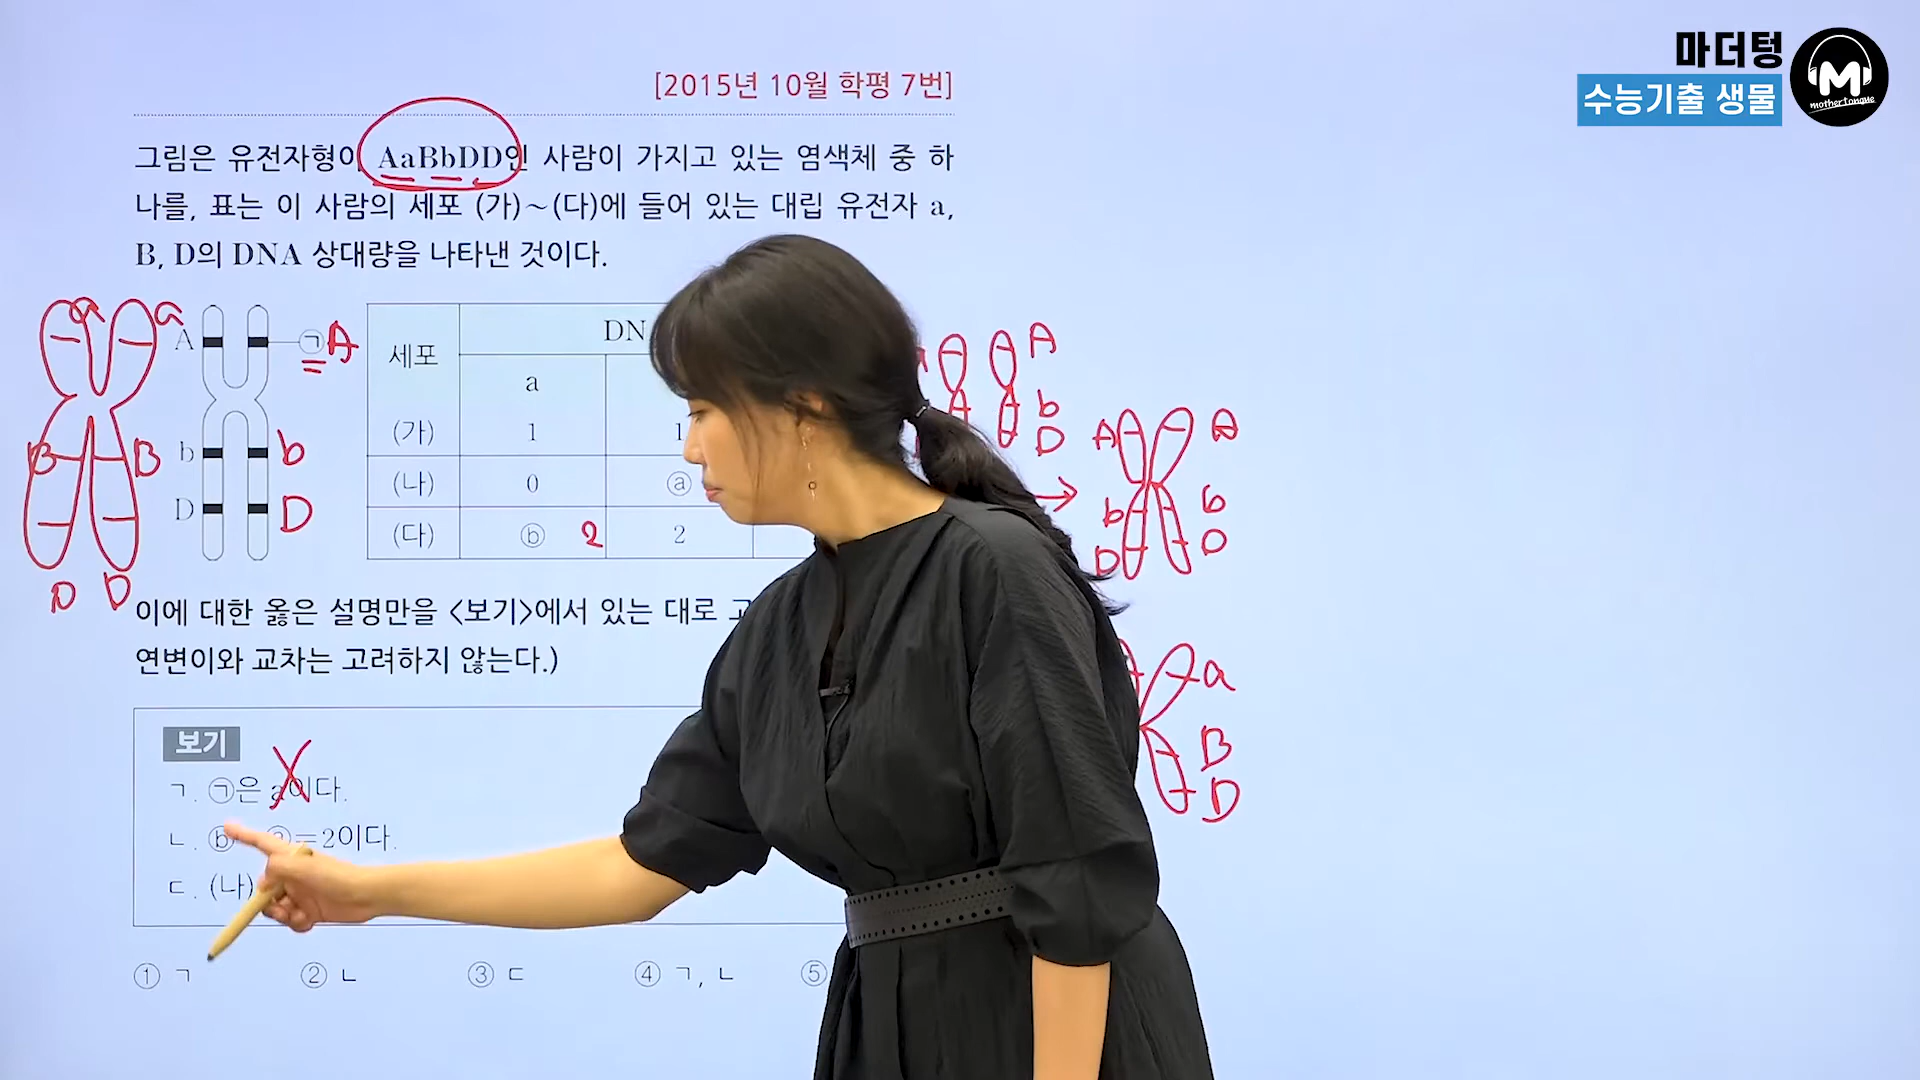 마더텅
수능기출 생물
mothertongue
[2015년 10월 학평 7번]
그림은 유전자형이 AaBbDD인 사람이 가지고 있는 염색체 중 하
나를, 표는 이 사람의 세포 (가)~(다)에 들어 있는 대립 유전자 a,
B, D의 DNA 상대량을 나타낸 것이다.
a a A ㉠ A
B B b b
D D D D
세포 DN
a
(가) 1 1
(나) 0 ⓐ
(다) ⓑ 2 2
A
b
D
A A
b b
D D
a
B
D
이에 대한 옳은 설명만을 <보기>에서 있는 대로 고
연변이와 교차는 고려하지 않는다.)
보기
ㄱ. ㉠은 a이다. X
ㄴ. ⓑ ⓐ=2이다.
ㄷ. (나)
① ㄱ ② ㄴ ③ ㄷ ④ ㄱ, ㄴ ⑤